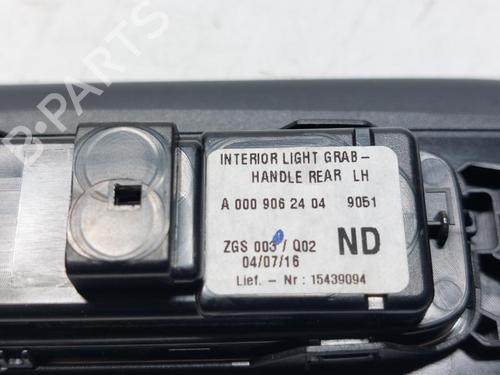 B-PARTS
INTERIOR LIGHT GRAB-
HANDLE REAR LH
A 000 906 24 04 9051
ZGS 003 / Q02 ND
04/07/16
Lief. - Nr : 15439094